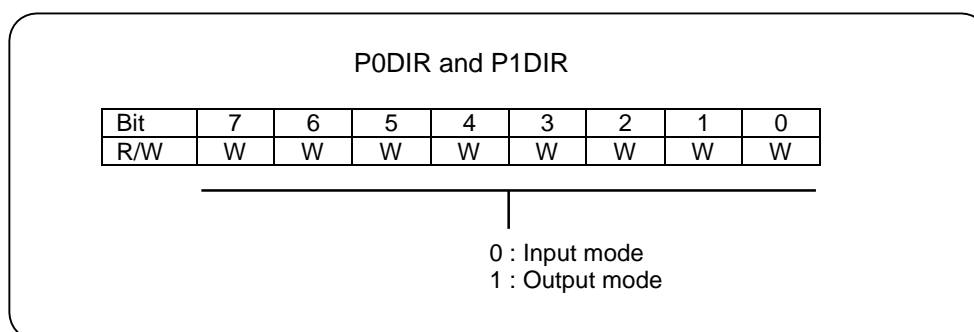 P0DIR and P1DIR
Bit 7 6 5 4 3 2 1 0
R/W W W W W W W W W
0 : Input mode
1 : Output mode